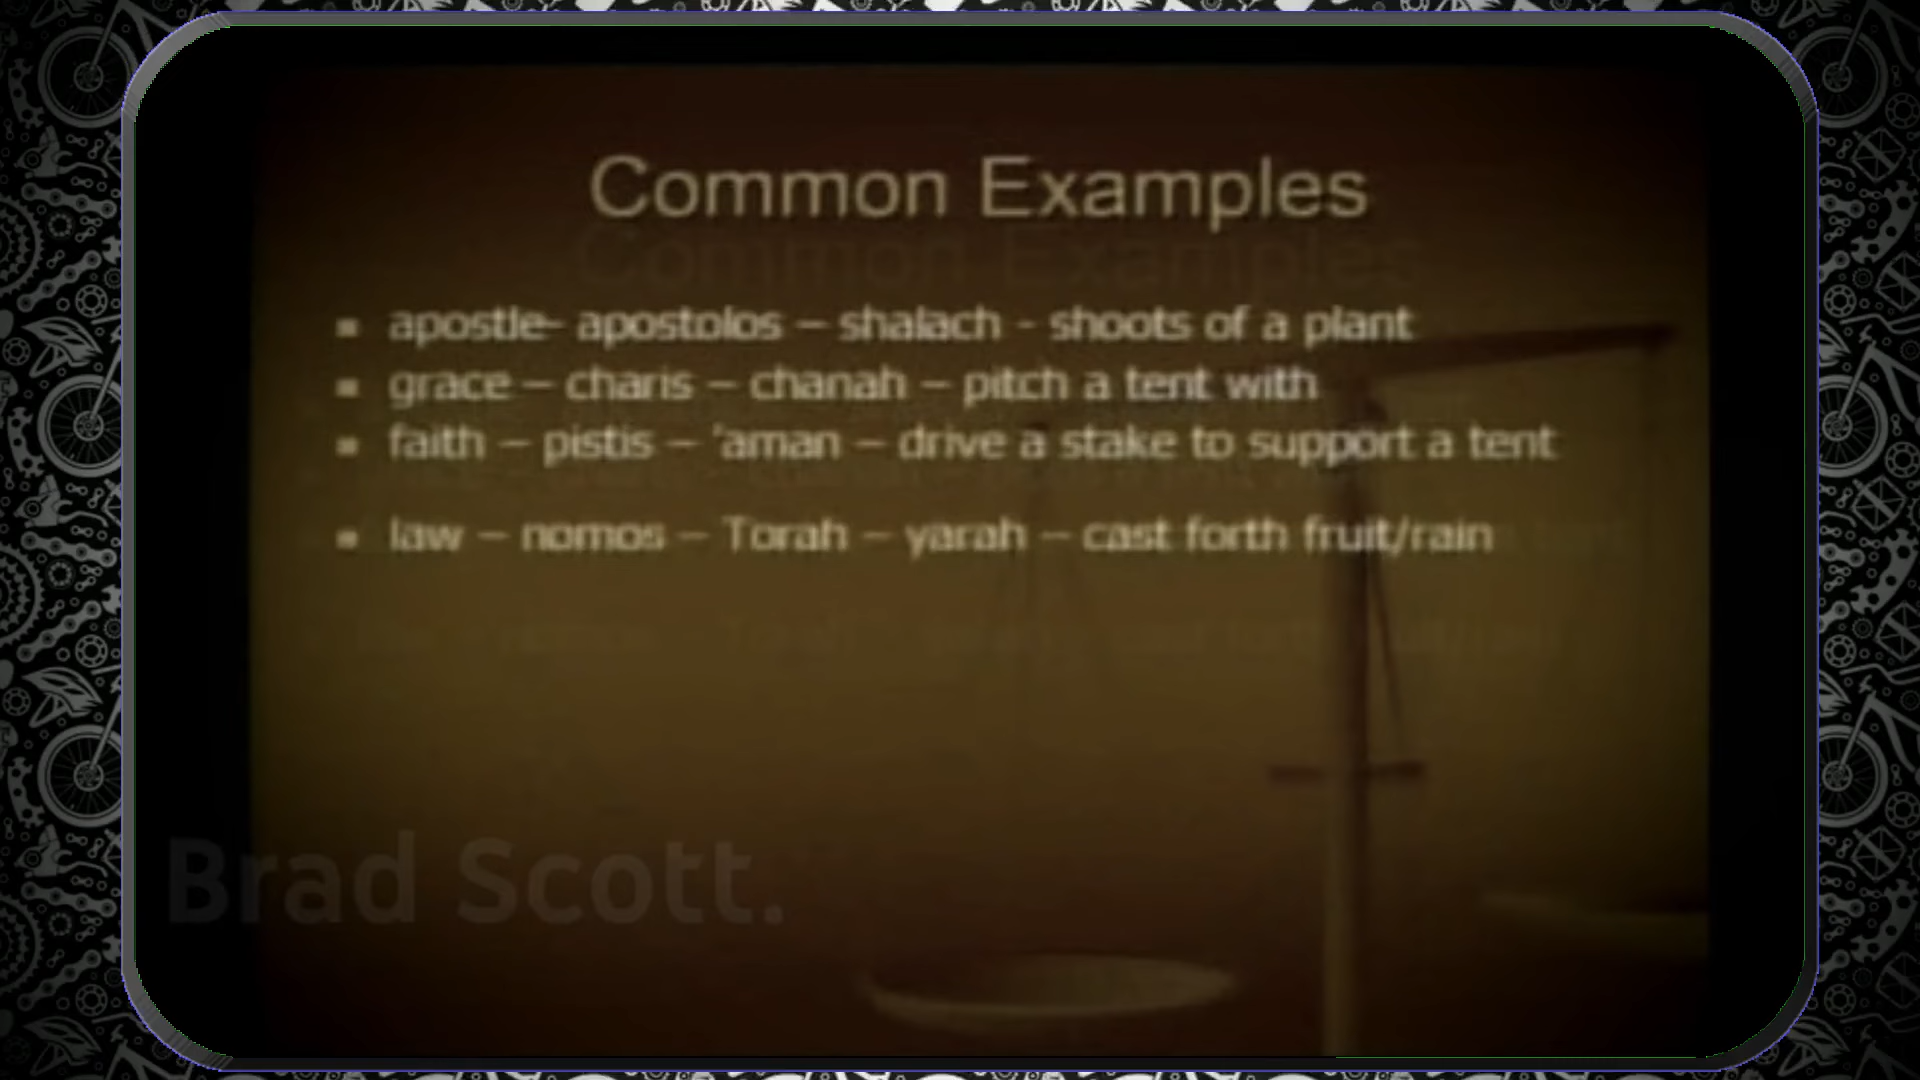 Common Examples
apostle- apostolos – shalach - shoots of a plant
grace – charis – chanah – pitch a tent with
faith – pistis – 'aman – drive a stake to support a tent
law – nomos – Torah – yarah – cast forth fruit/rain
Brad Scott.